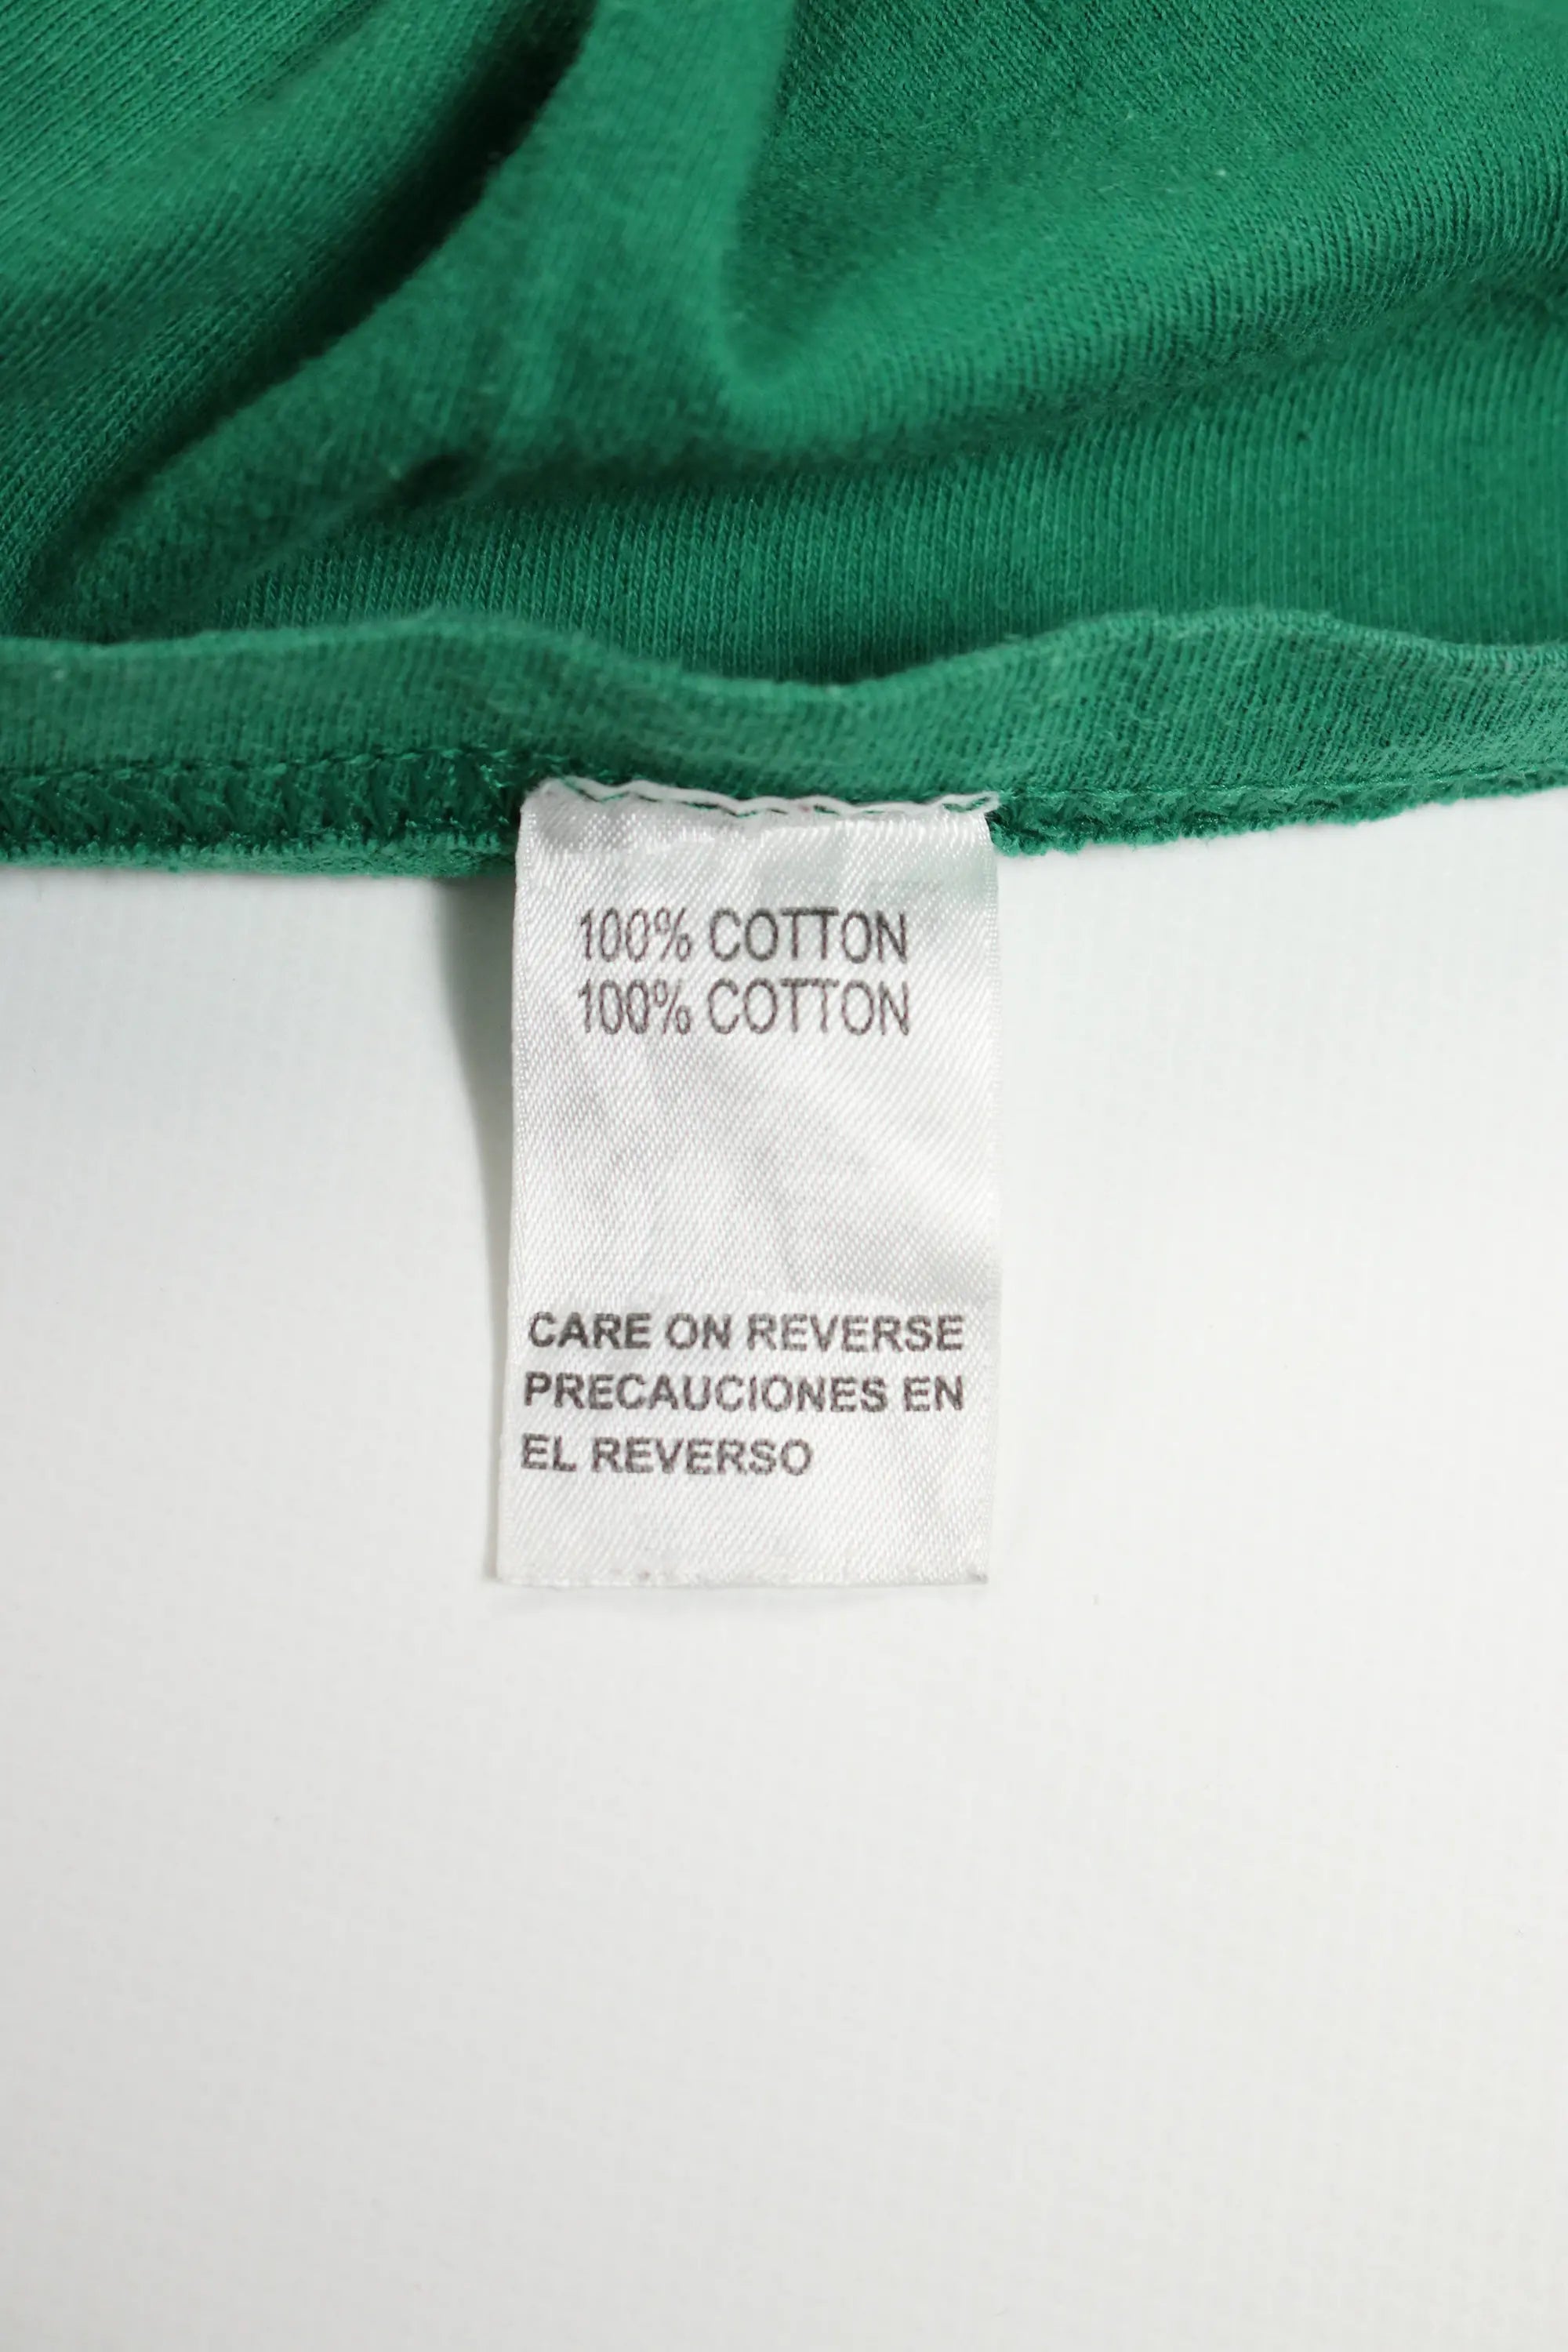 100% COTTON
100% COTTON
CARE ON REVERSE
PRECAUCIONES EN
EL REVERSO